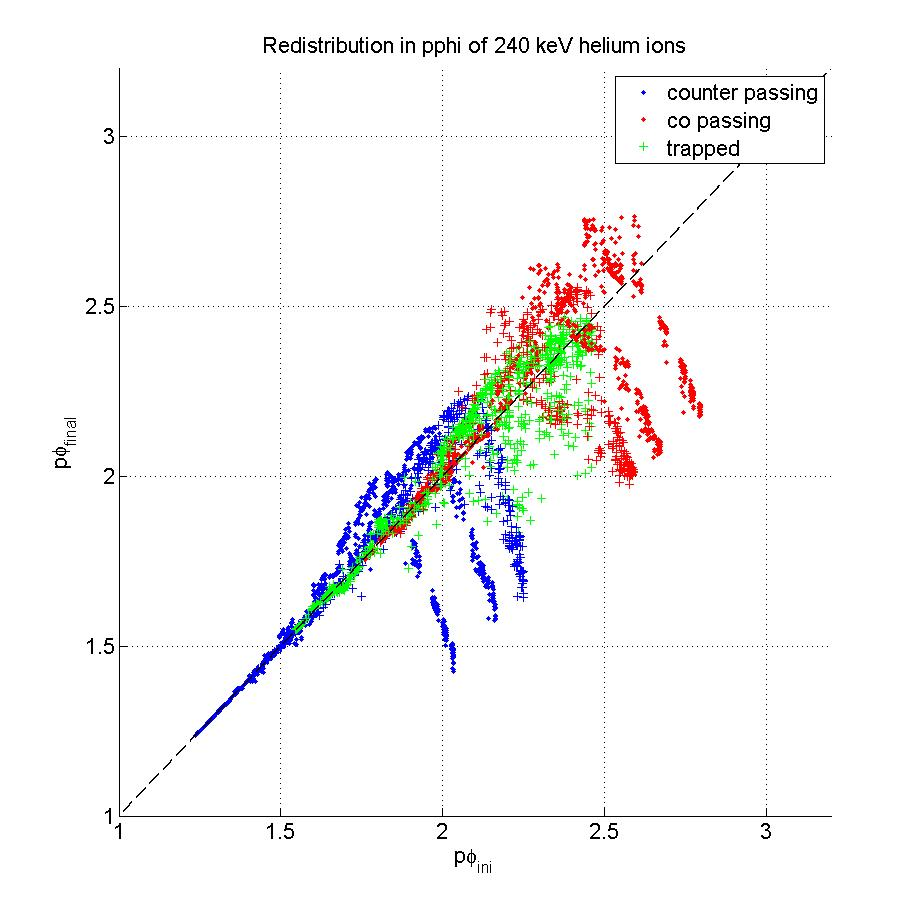 Redistribution in pphi of 240 keV helium ions
counter passing
co passing
trapped
3
2.5
2
1.5
1
pϕfinal
1
1.5
2
2.5
3
pϕini